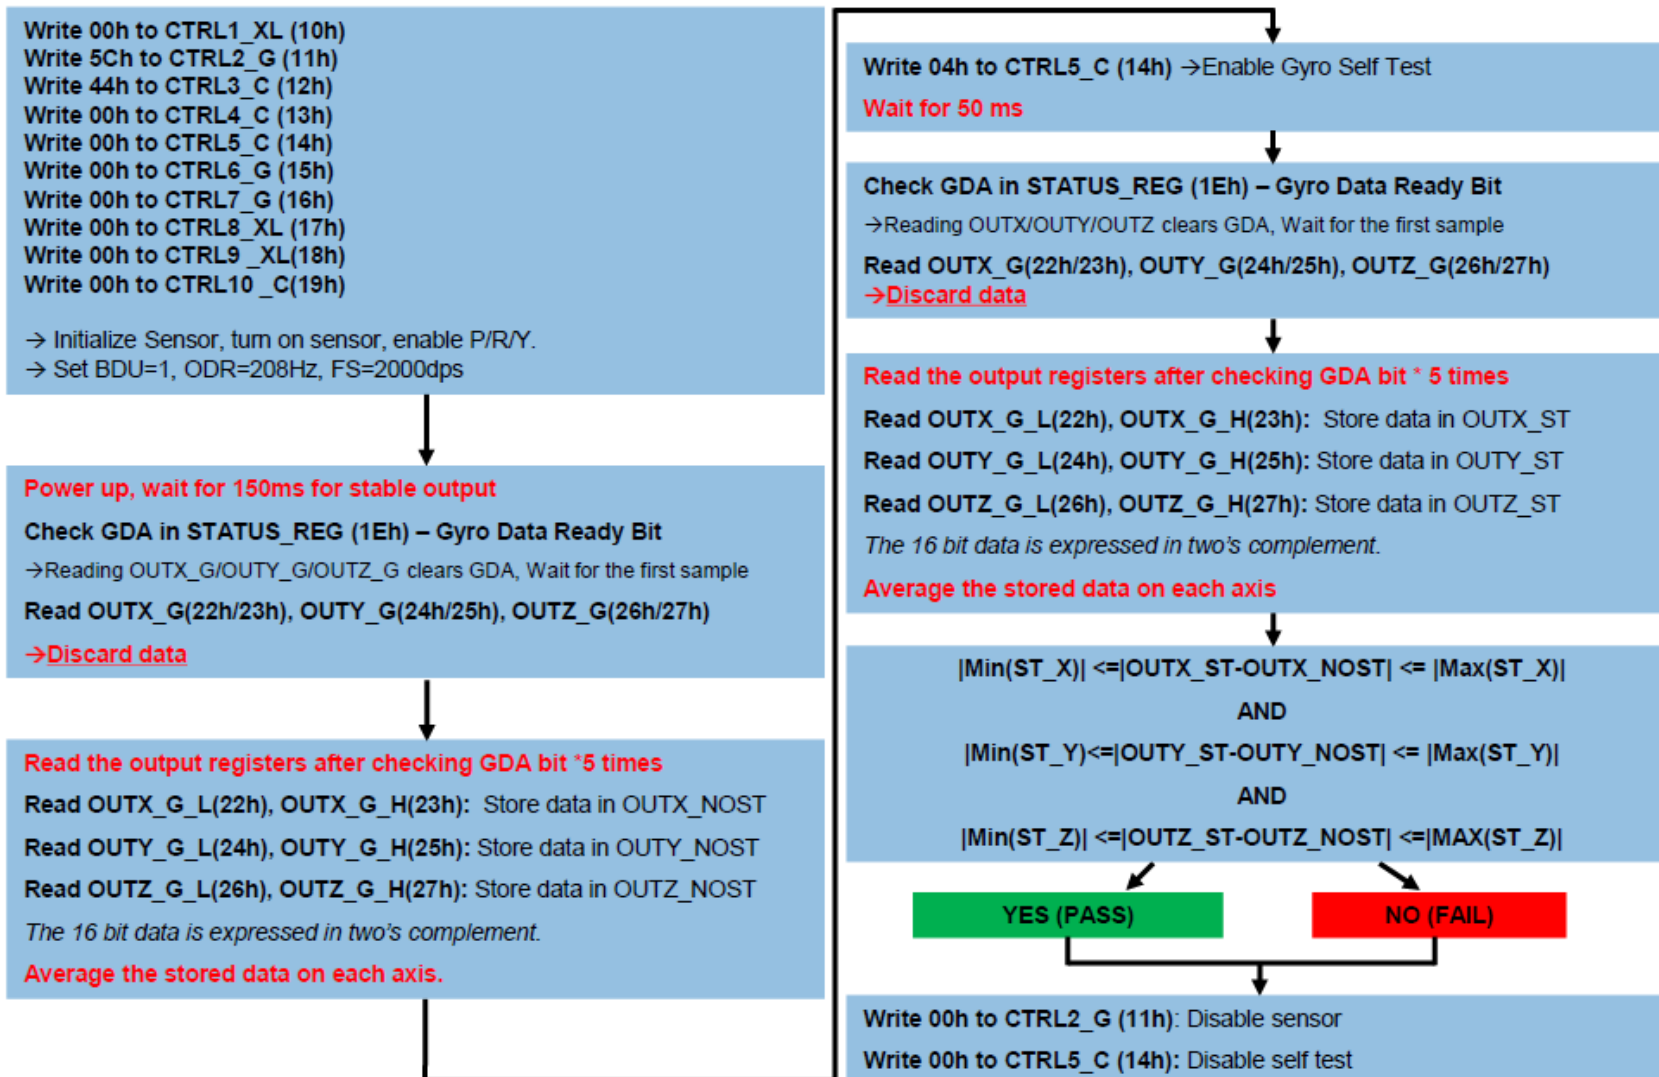 Write 00h to CTRL1_XL (10h)
Write 5Ch to CTRL2_G (11h)
Write 44h to CTRL3_C (12h)
Write 00h to CTRL4_C (13h)
Write 00h to CTRL5_C (14h)
Write 00h to CTRL6_G (15h)
Write 00h to CTRL7_G (16h)
Write 00h to CTRL8_XL (17h)
Write 00h to CTRL9 _XL(18h)
Write 00h to CTRL10 _C(19h)
→ Initialize Sensor, turn on sensor, enable P/R/Y.
→ Set BDU=1, ODR=208Hz, FS=2000dps
Power up, wait for 150ms for stable output
Check GDA in STATUS_REG (1Eh) – Gyro Data Ready Bit
→Reading OUTX_G/OUTY_G/OUTZ_G clears GDA, Wait for the first sample
Read OUTX_G(22h/23h), OUTY_G(24h/25h), OUTZ_G(26h/27h)
→Discard data
Read the output registers after checking GDA bit *5 times
Read OUTX_G_L(22h), OUTX_G_H(23h): Store data in OUTX_NOST
Read OUTY_G_L(24h), OUTY_G_H(25h): Store data in OUTY_NOST
Read OUTZ_G_L(26h), OUTZ_G_H(27h): Store data in OUTZ_NOST
The 16 bit data is expressed in two's complement.
Average the stored data on each axis.
Write 04h to CTRL5_C (14h) →Enable Gyro Self Test
Wait for 50 ms
Check GDA in STATUS_REG (1Eh) – Gyro Data Ready Bit
→Reading OUTX/OUTY/OUTZ clears GDA, Wait for the first sample
Read OUTX_G(22h/23h), OUTY_G(24h/25h), OUTZ_G(26h/27h)
→Discard data
Read the output registers after checking GDA bit * 5 times
Read OUTX_G_L(22h), OUTX_G_H(23h): Store data in OUTX_ST
Read OUTY_G_L(24h), OUTY_G_H(25h): Store data in OUTY_ST
Read OUTZ_G_L(26h), OUTZ_G_H(27h): Store data in OUTZ_ST
The 16 bit data is expressed in two's complement.
Average the stored data on each axis
|Min(ST_X)| <=|OUTX_ST-OUTX_NOST| <= |Max(ST_X)|
AND
|Min(ST_Y)<=|OUTY_ST-OUTY_NOST| <= |Max(ST_Y)|
AND
|Min(ST_Z)| <=|OUTZ_ST-OUTZ_NOST| <=|MAX(ST_Z)|
YES (PASS)
NO (FAIL)
Write 00h to CTRL2_G (11h): Disable sensor
Write 00h to CTRL5_C (14h): Disable self test